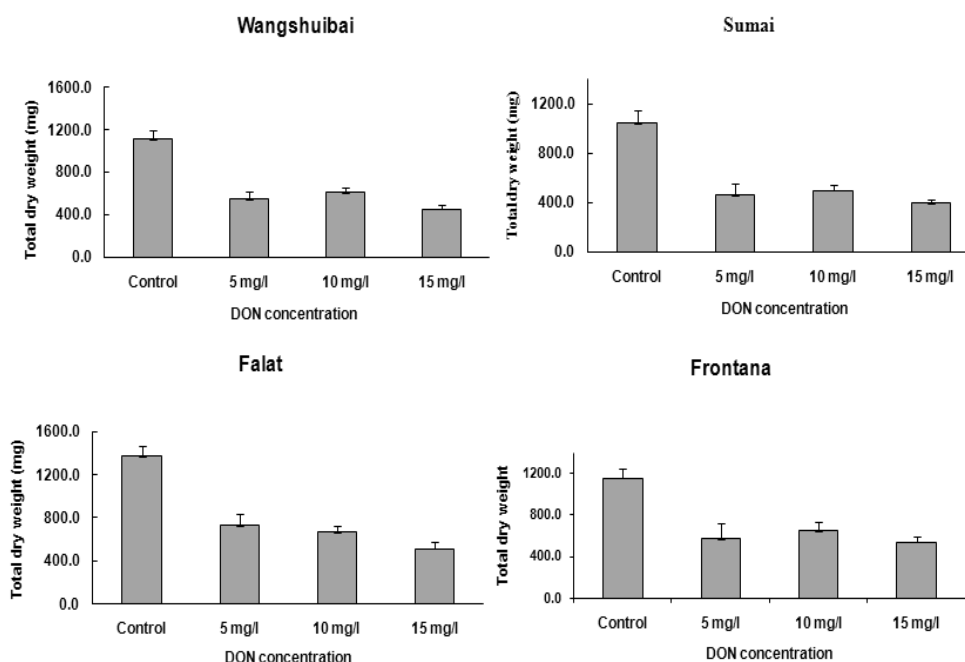 Wangshuibai
Total dry weight (mg)
1600.0
1200.0
800.0
400.0
0.0
Control 5 mg/l 10 mg/l 15 mg/l
DON concentration
Sumai
Total dry weight (mg)
1200.0
800.0
400.0
0.0
Control 5 mg/l 10 mg/l 15 mg/l
DON concentration
Falat
Total dry weight (mg)
1600.0
1200.0
800.0
400.0
0.0
Control 5 mg/l 10 mg/l 15 mg/l
DON concentration
Frontana
Total dry weight
1200.0
800.0
400.0
0.0
Control 5 mg/l 10 mg/l 15 mg/l
DON concentration